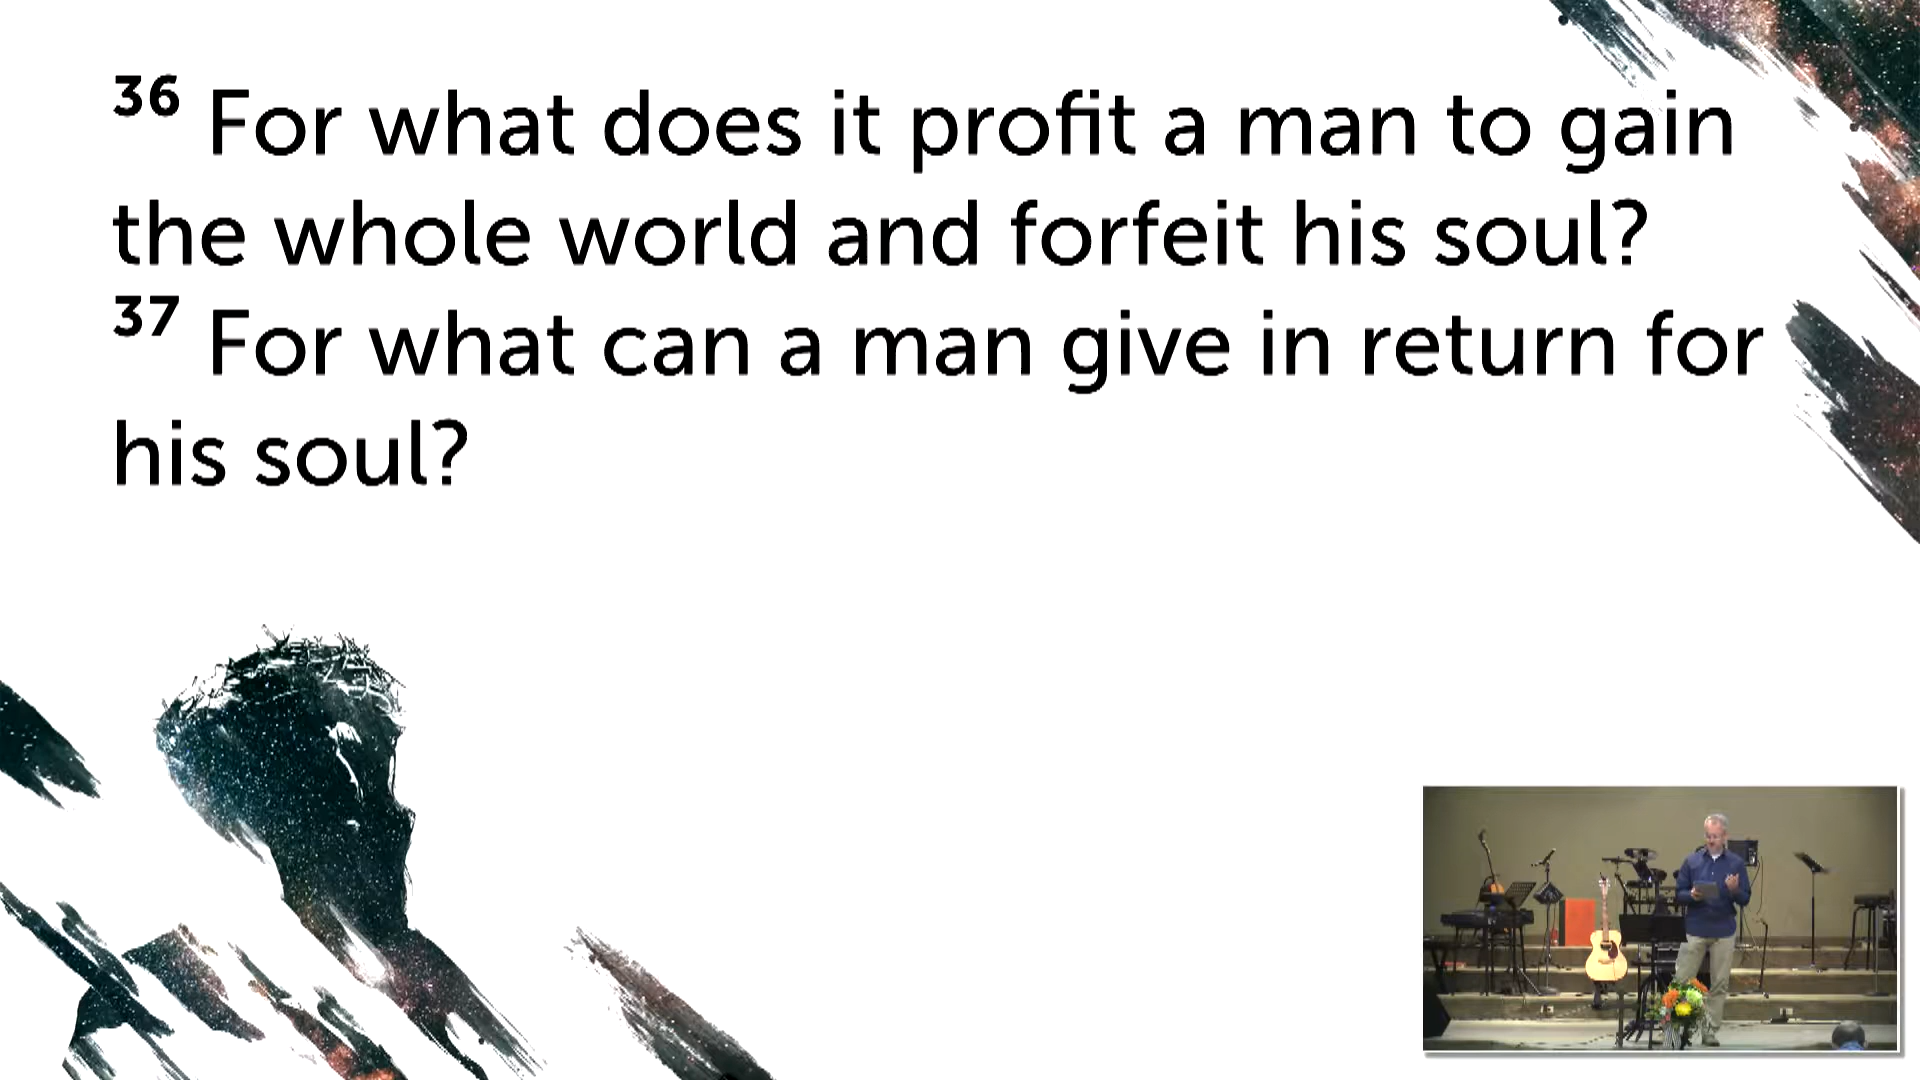 36 For what does it profit a man to gain
the whole world and forfeit his soul?
37 For what can a man give in return for
his soul?